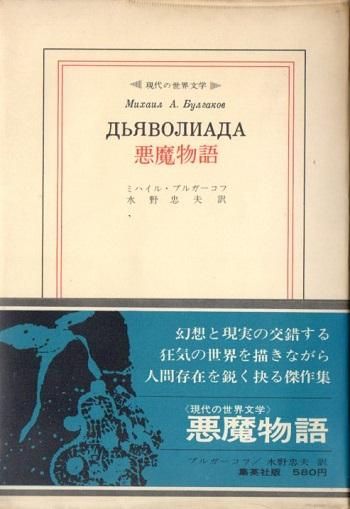 現代の世界文学
Михаил А. Булгаков
ДЬЯВОЛИАДА
悪魔物語
ミハイル・ブルガーコフ
水野忠夫訳
幻想と現実の交錯する
狂気の世界を描きながら
人間存在を鋭く抉る傑作集
《現代の世界文学》
悪魔物語
ブルガーコフ/水野忠夫 訳
集英社版 580円